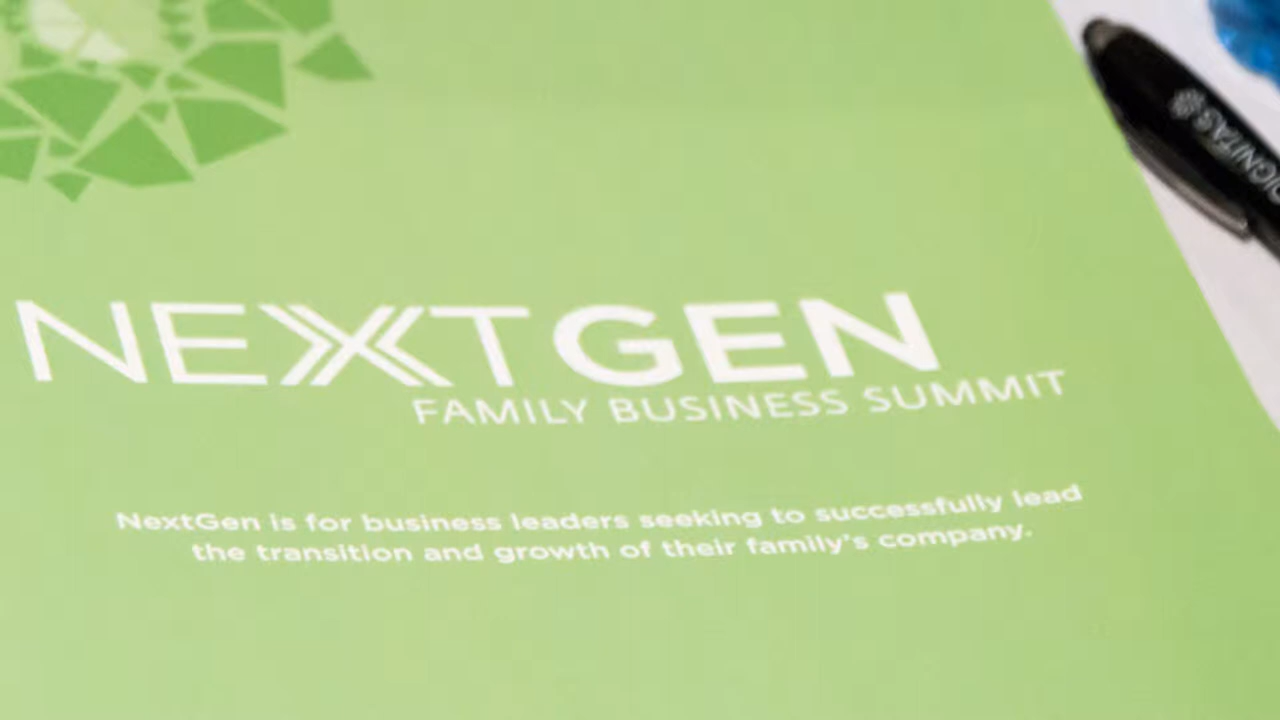 NEXTGEN
FAMILY BUSINESS SUMMIT
NextGen is for business leaders seeking to successfully lead
the transition and growth of their family's company.
DIGNITAS